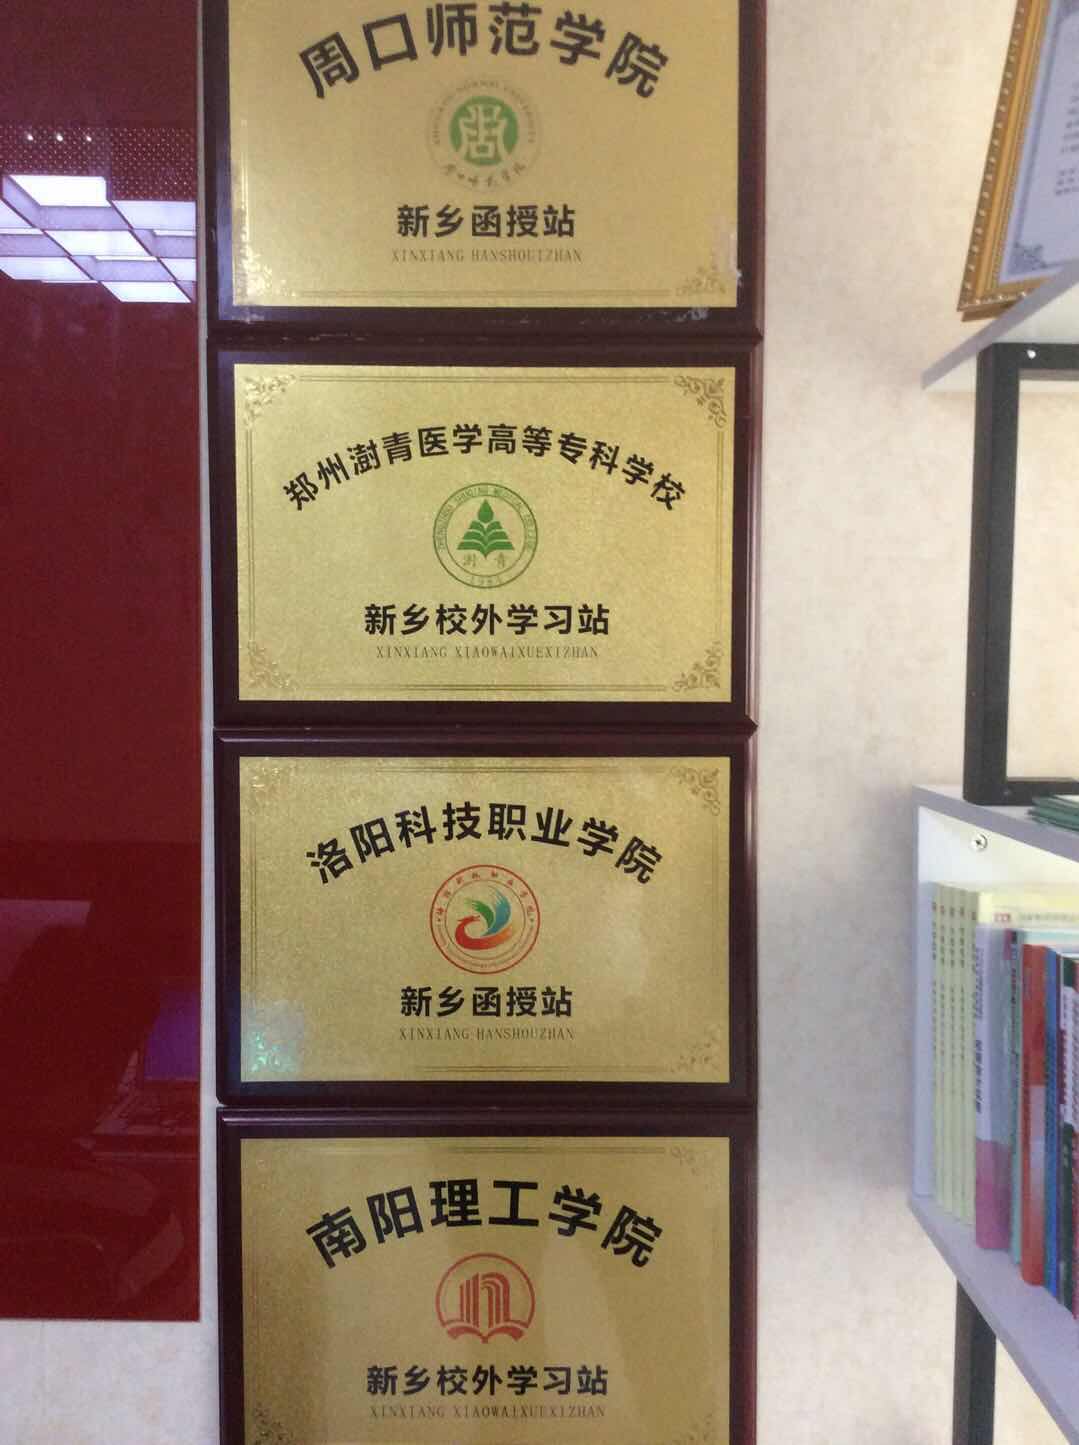 周口师范学院
新乡函授站
XINXIANG HANSHOUIZHAN
郑州澍青医学高等专科学校
澍青
新乡校外学习站
XINXIANG XIAOWAIXUEXIZHAN
洛阳科技职业学院
新乡函授站
XINXIANG HANSHOUZHAN
南阳理工学院
新乡校外学习站
XINXIANG XIAOWAIXUEXIZHAN